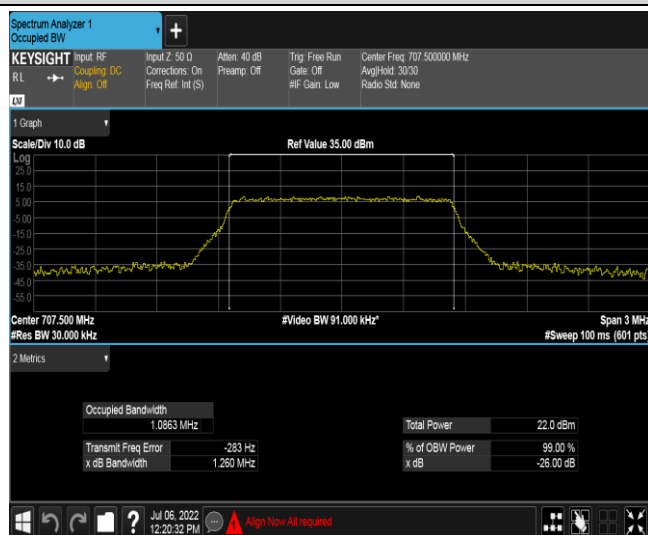 Spectrum Analyzer 1
Occupied BW
KEYSIGHT
RL
LXI
Input: RF
Coupling: DC
Align: Off
Input Z: 50 Ω
Corrections: On
Freq Ref: Int (S)
Atten: 40 dB
Preamp: Off
Trig: Free Run
Gate: Off
#IF Gain: Low
Center Freq: 707.500000 MHz
Avg|Hold: 30/30
Radio Std: None
1 Graph
Scale/Div 10.0 dB
Ref Value 35.00 dBm
Log
25.0
15.0
5.00
-5.00
-15.0
-25.0
-35.0
-45.0
-55.0
Center 707.500 MHz
#Video BW 91.000 kHz*
Span 3 MHz
#Res BW 30.000 kHz
#Sweep 100 ms (601 pts)
2 Metrics
Occupied Bandwidth
1.0863 MHz
Total Power 22.0 dBm
Transmit Freq Error -283 Hz
% of OBW Power 99.00 %
x dB Bandwidth 1.260 MHz
x dB -26.00 dB
?
Jul 06, 2022
12:20:32 PM
Align Now All required